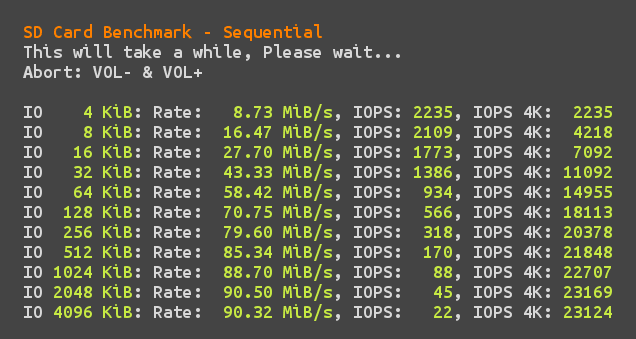 SD Card Benchmark - Sequential
This will take a while, Please wait...
Abort: VOL- & VOL+
IO    4 KiB: Rate:   8.73 MiB/s, IOPS: 2235, IOPS 4K:  2235
IO    8 KiB: Rate:  16.47 MiB/s, IOPS: 2109, IOPS 4K:  4218
IO   16 KiB: Rate:  27.70 MiB/s, IOPS: 1773, IOPS 4K:  7092
IO   32 KiB: Rate:  43.33 MiB/s, IOPS: 1386, IOPS 4K: 11092
IO   64 KiB: Rate:  58.42 MiB/s, IOPS:  934, IOPS 4K: 14955
IO  128 KiB: Rate:  70.75 MiB/s, IOPS:  566, IOPS 4K: 18113
IO  256 KiB: Rate:  79.60 MiB/s, IOPS:  318, IOPS 4K: 20378
IO  512 KiB: Rate:  85.34 MiB/s, IOPS:  170, IOPS 4K: 21848
IO 1024 KiB: Rate:  88.70 MiB/s, IOPS:   88, IOPS 4K: 22707
IO 2048 KiB: Rate:  90.50 MiB/s, IOPS:   45, IOPS 4K: 23169
IO 4096 KiB: Rate:  90.32 MiB/s, IOPS:   22, IOPS 4K: 23124